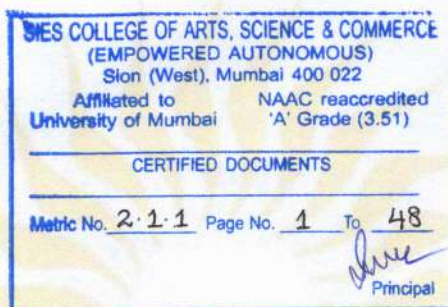 SIES COLLEGE OF ARTS, SCIENCE & COMMERCE
(EMPOWERED AUTONOMOUS)
Sion (West), Mumbai 400 022
Affiliated to NAAC reaccredited
University of Mumbai 'A' Grade (3.51)
CERTIFIED DOCUMENTS
Metric No. 2.1.1 Page No. 1 To 48
Principal